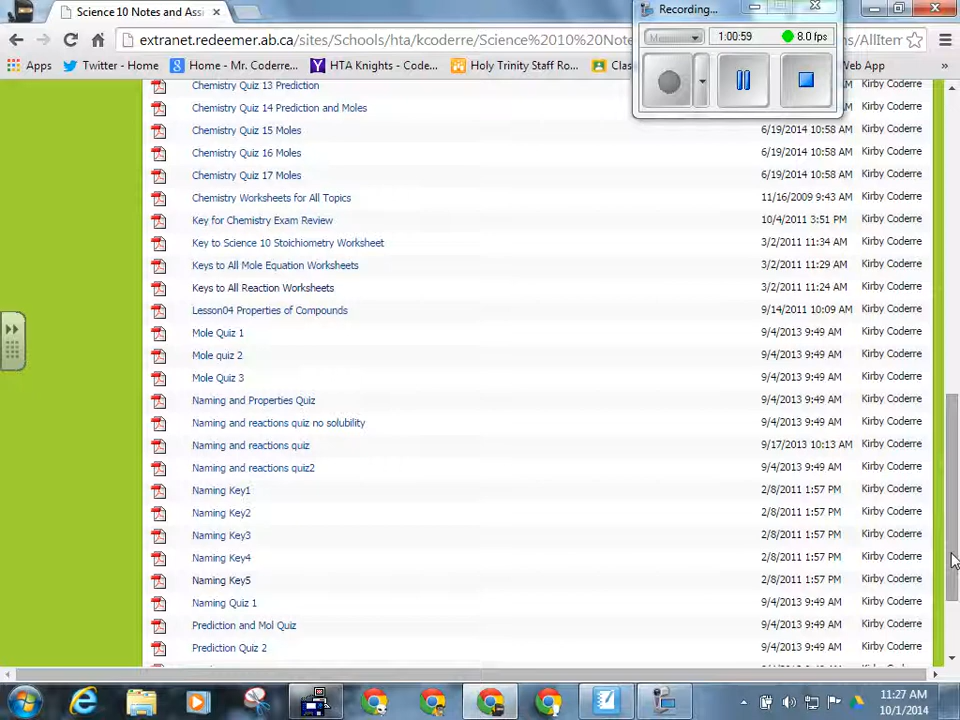 Science 10 Notes and Assi
Recording...
extranet.redeemer.ab.ca/sites/Schools/hta/kcoderre/Science%2010%20Note
s/AllItem
1:00:59
8.0 fps
Apps
Twitter - Home
Home - Mr. Coderre...
HTA Knights - Code...
Holy Trinity Staff Ro...
Clas
Web App
»
Chemistry Quiz 13 Prediction Kirby Coderre
Chemistry Quiz 14 Prediction and Moles Kirby Coderre
Chemistry Quiz 15 Moles 6/19/2014 10:58 AM Kirby Coderre
Chemistry Quiz 16 Moles 6/19/2014 10:58 AM Kirby Coderre
Chemistry Quiz 17 Moles 6/19/2014 10:58 AM Kirby Coderre
Chemistry Worksheets for All Topics 11/16/2009 9:43 AM Kirby Coderre
Key for Chemistry Exam Review 10/4/2011 3:51 PM Kirby Coderre
Key to Science 10 Stoichiometry Worksheet 3/2/2011 11:34 AM Kirby Coderre
Keys to All Mole Equation Worksheets 3/2/2011 11:29 AM Kirby Coderre
Keys to All Reaction Worksheets 3/2/2011 11:24 AM Kirby Coderre
Lesson04 Properties of Compounds 9/14/2011 10:09 AM Kirby Coderre
Mole Quiz 1 9/4/2013 9:49 AM Kirby Coderre
Mole quiz 2 9/4/2013 9:49 AM Kirby Coderre
Mole Quiz 3 9/4/2013 9:49 AM Kirby Coderre
Naming and Properties Quiz 9/4/2013 9:49 AM Kirby Coderre
Naming and reactions quiz no solubility 9/4/2013 9:49 AM Kirby Coderre
Naming and reactions quiz 9/17/2013 10:13 AM Kirby Coderre
Naming and reactions quiz2 9/4/2013 9:49 AM Kirby Coderre
Naming Key1 2/8/2011 1:57 PM Kirby Coderre
Naming Key2 2/8/2011 1:57 PM Kirby Coderre
Naming Key3 2/8/2011 1:57 PM Kirby Coderre
Naming Key4 2/8/2011 1:57 PM Kirby Coderre
Naming Key5 2/8/2011 1:57 PM Kirby Coderre
Naming Quiz 1 9/4/2013 9:49 AM Kirby Coderre
Prediction and Mol Quiz 9/4/2013 9:49 AM Kirby Coderre
Prediction Quiz 2 9/4/2013 9:49 AM Kirby Coderre
11:27 AM
10/1/2014